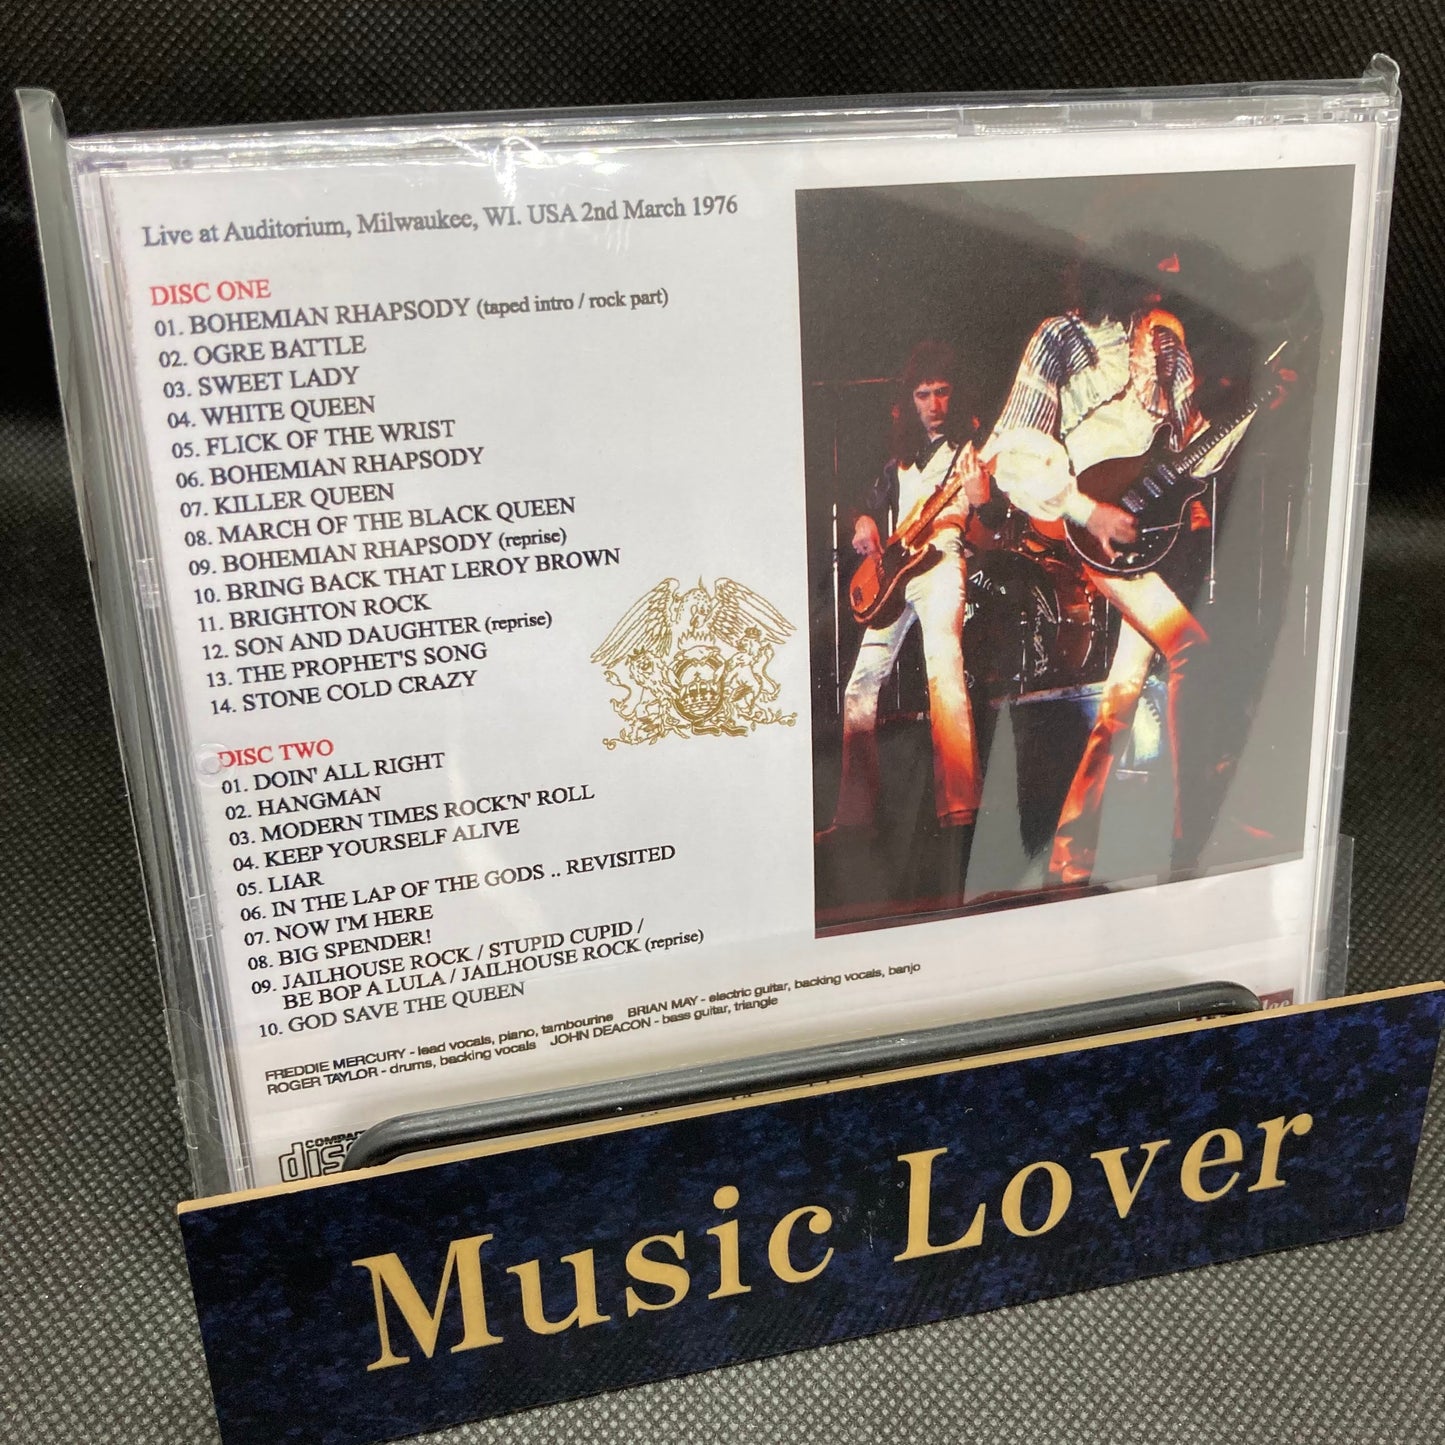 Live at Auditorium, Milwaukee, WI. USA 2nd March 1976
DISC ONE
01. BOHEMIAN RHAPSODY (taped intro / rock part)
02. OGRE BATTLE
03. SWEET LADY
04. WHITE QUEEN
05. FLICK OF THE WRIST
06. BOHEMIAN RHAPSODY
07. KILLER QUEEN
08. MARCH OF THE BLACK QUEEN
09. BOHEMIAN RHAPSODY (reprise)
10. BRING BACK THAT LEROY BROWN
11. BRIGHTON ROCK
12. SON AND DAUGHTER (reprise)
13. THE PROPHET'S SONG
14. STONE COLD CRAZY
DISC TWO
01. DOIN' ALL RIGHT
02. HANGMAN
03. MODERN TIMES ROCK'N' ROLL
04. KEEP YOURSELF ALIVE
05. LIAR
06. IN THE LAP OF THE GODS .. REVISITED
07. NOW I'M HERE
08. BIG SPENDER!
09. JAILHOUSE ROCK / STUPID CUPID /
BE BOP A LULA / JAILHOUSE ROCK (reprise)
10. GOD SAVE THE QUEEN
FREDDIE MERCURY - lead vocals, piano, tambourine BRIAN MAY - electric guitar, backing vocals, banjo
ROGER TAYLOR - drums, backing vocals JOHN DEACON - bass guitar, triangle
Music Lover